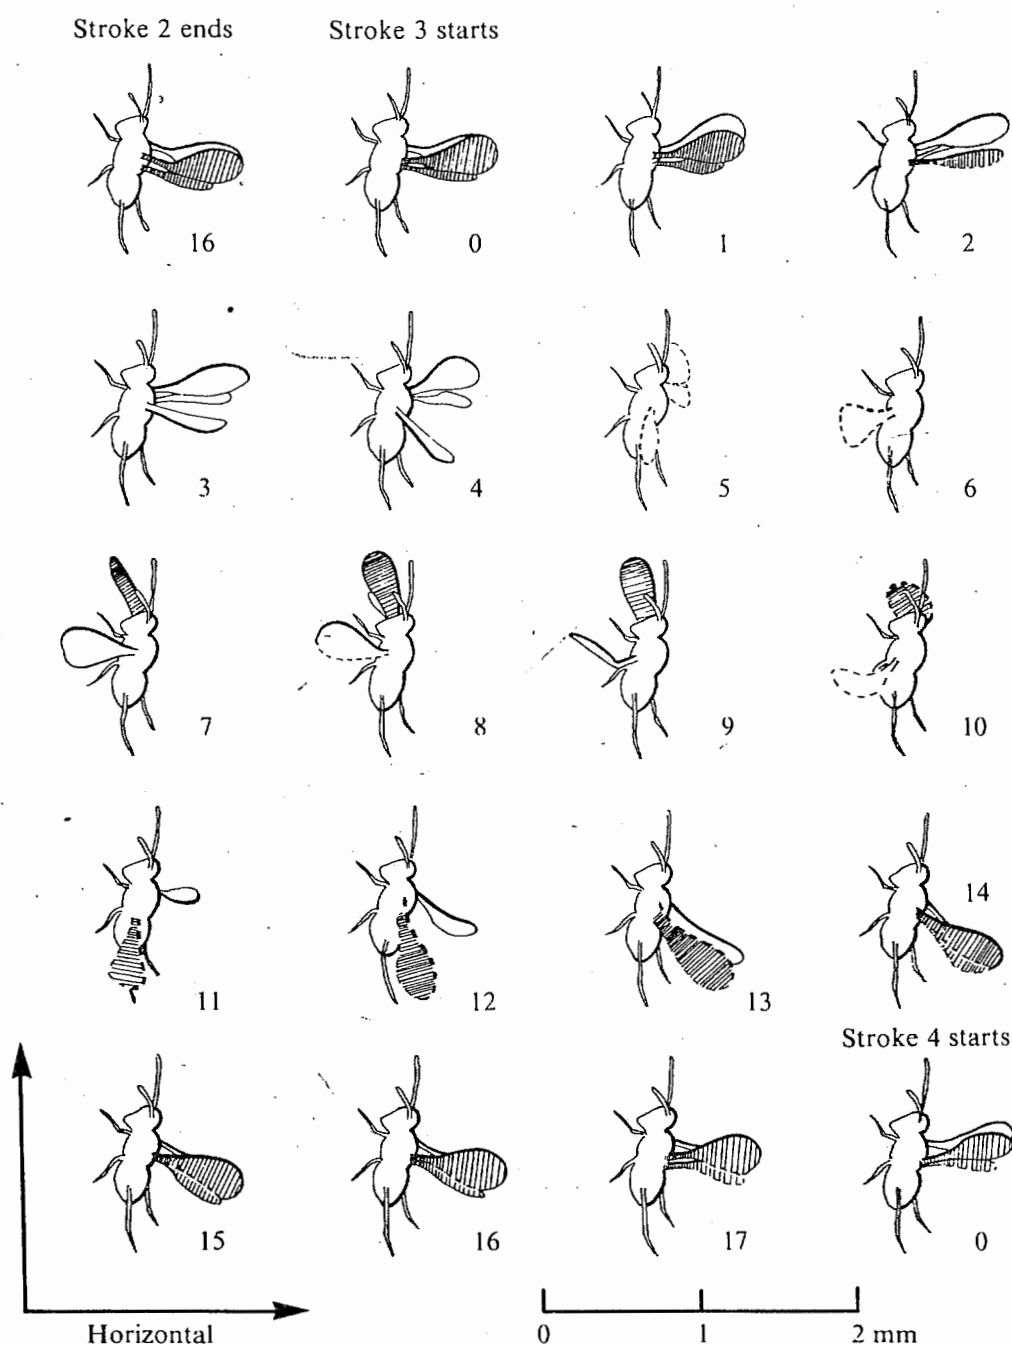 Stroke 2 ends Stroke 3 starts
16 0 1 2
3 4 5 6
7 8 9 10
14
11 12 13
Stroke 4 starts
15 16 17 0
0 1 2 mm
Horizontal